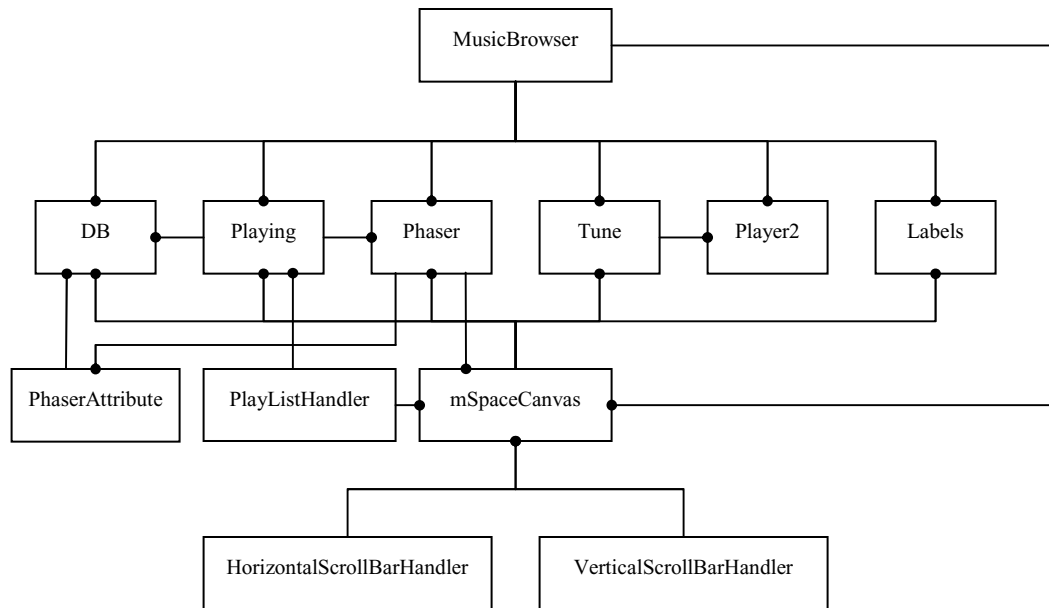 MusicBrowser
DB
Playing
Phaser
Tune
Player2
Labels
PhaserAttribute
PlayListHandler
mSpaceCanvas
HorizontalScrollBarHandler
VerticalScrollBarHandler